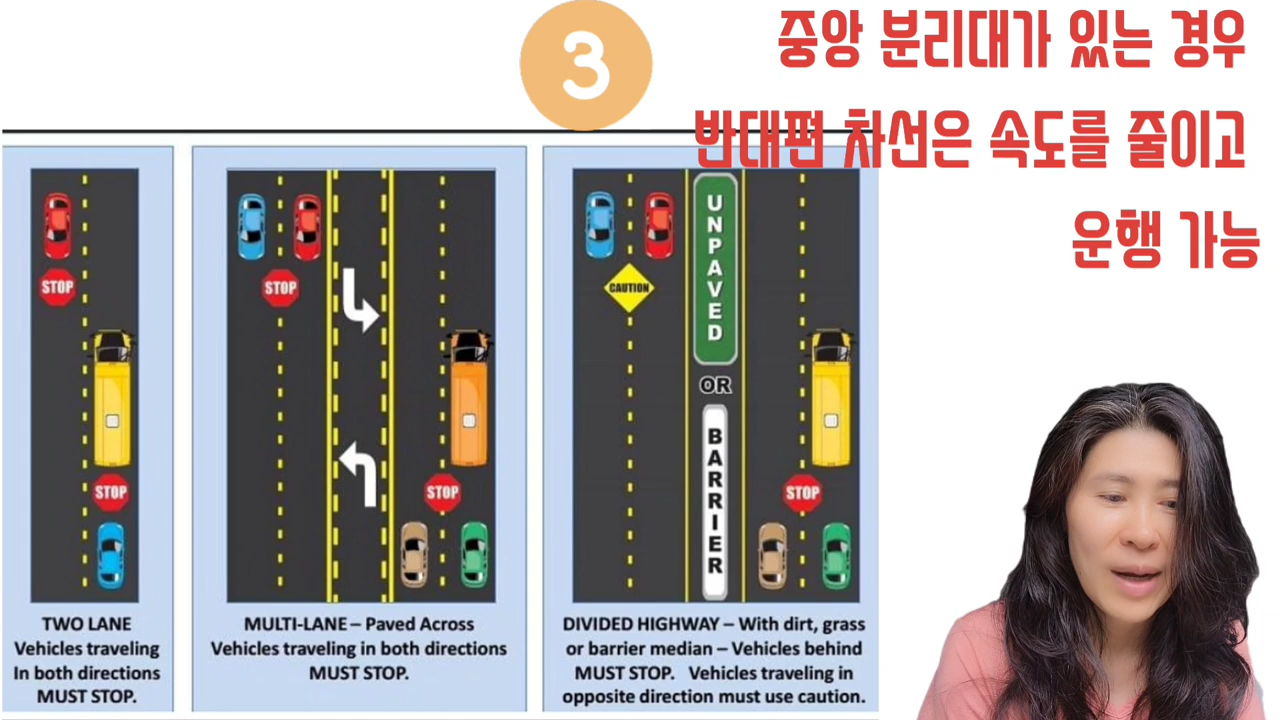 3
중앙 분리대가 있는 경우
반대편 차선은 속도를 줄이고
운행 가능
STOP
STOP
TWO LANE
Vehicles traveling
In both directions
MUST STOP.
STOP
STOP
MULTI-LANE – Paved Across
Vehicles traveling in both directions
MUST STOP.
CAUTION
UNPAVED
OR
BARRIER
STOP
DIVIDED HIGHWAY – With dirt, grass
or barrier median – Vehicles behind
MUST STOP. Vehicles traveling in
opposite direction must use caution.